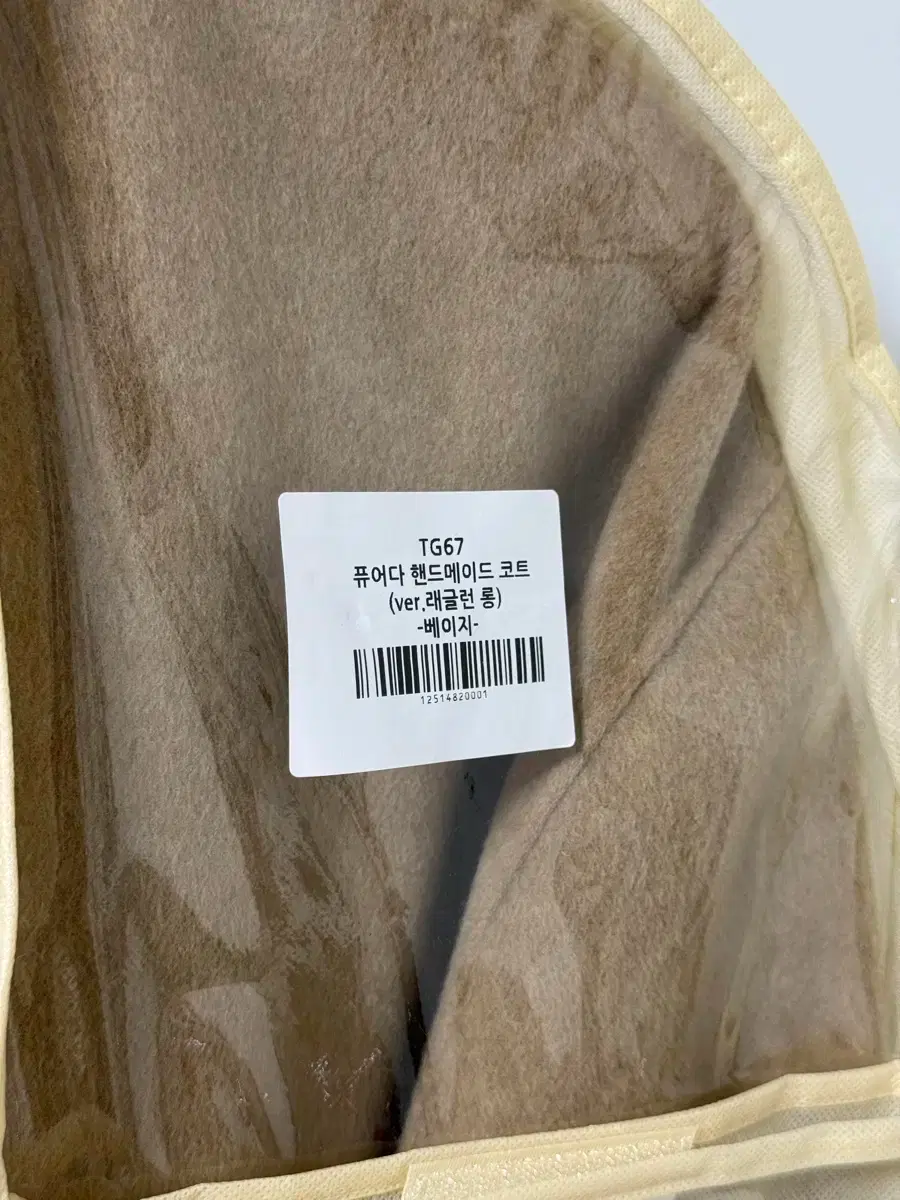 TG67
퓨어다 핸드메이드 코트
(ver.래글런 롱)
-베이지-
12514820001